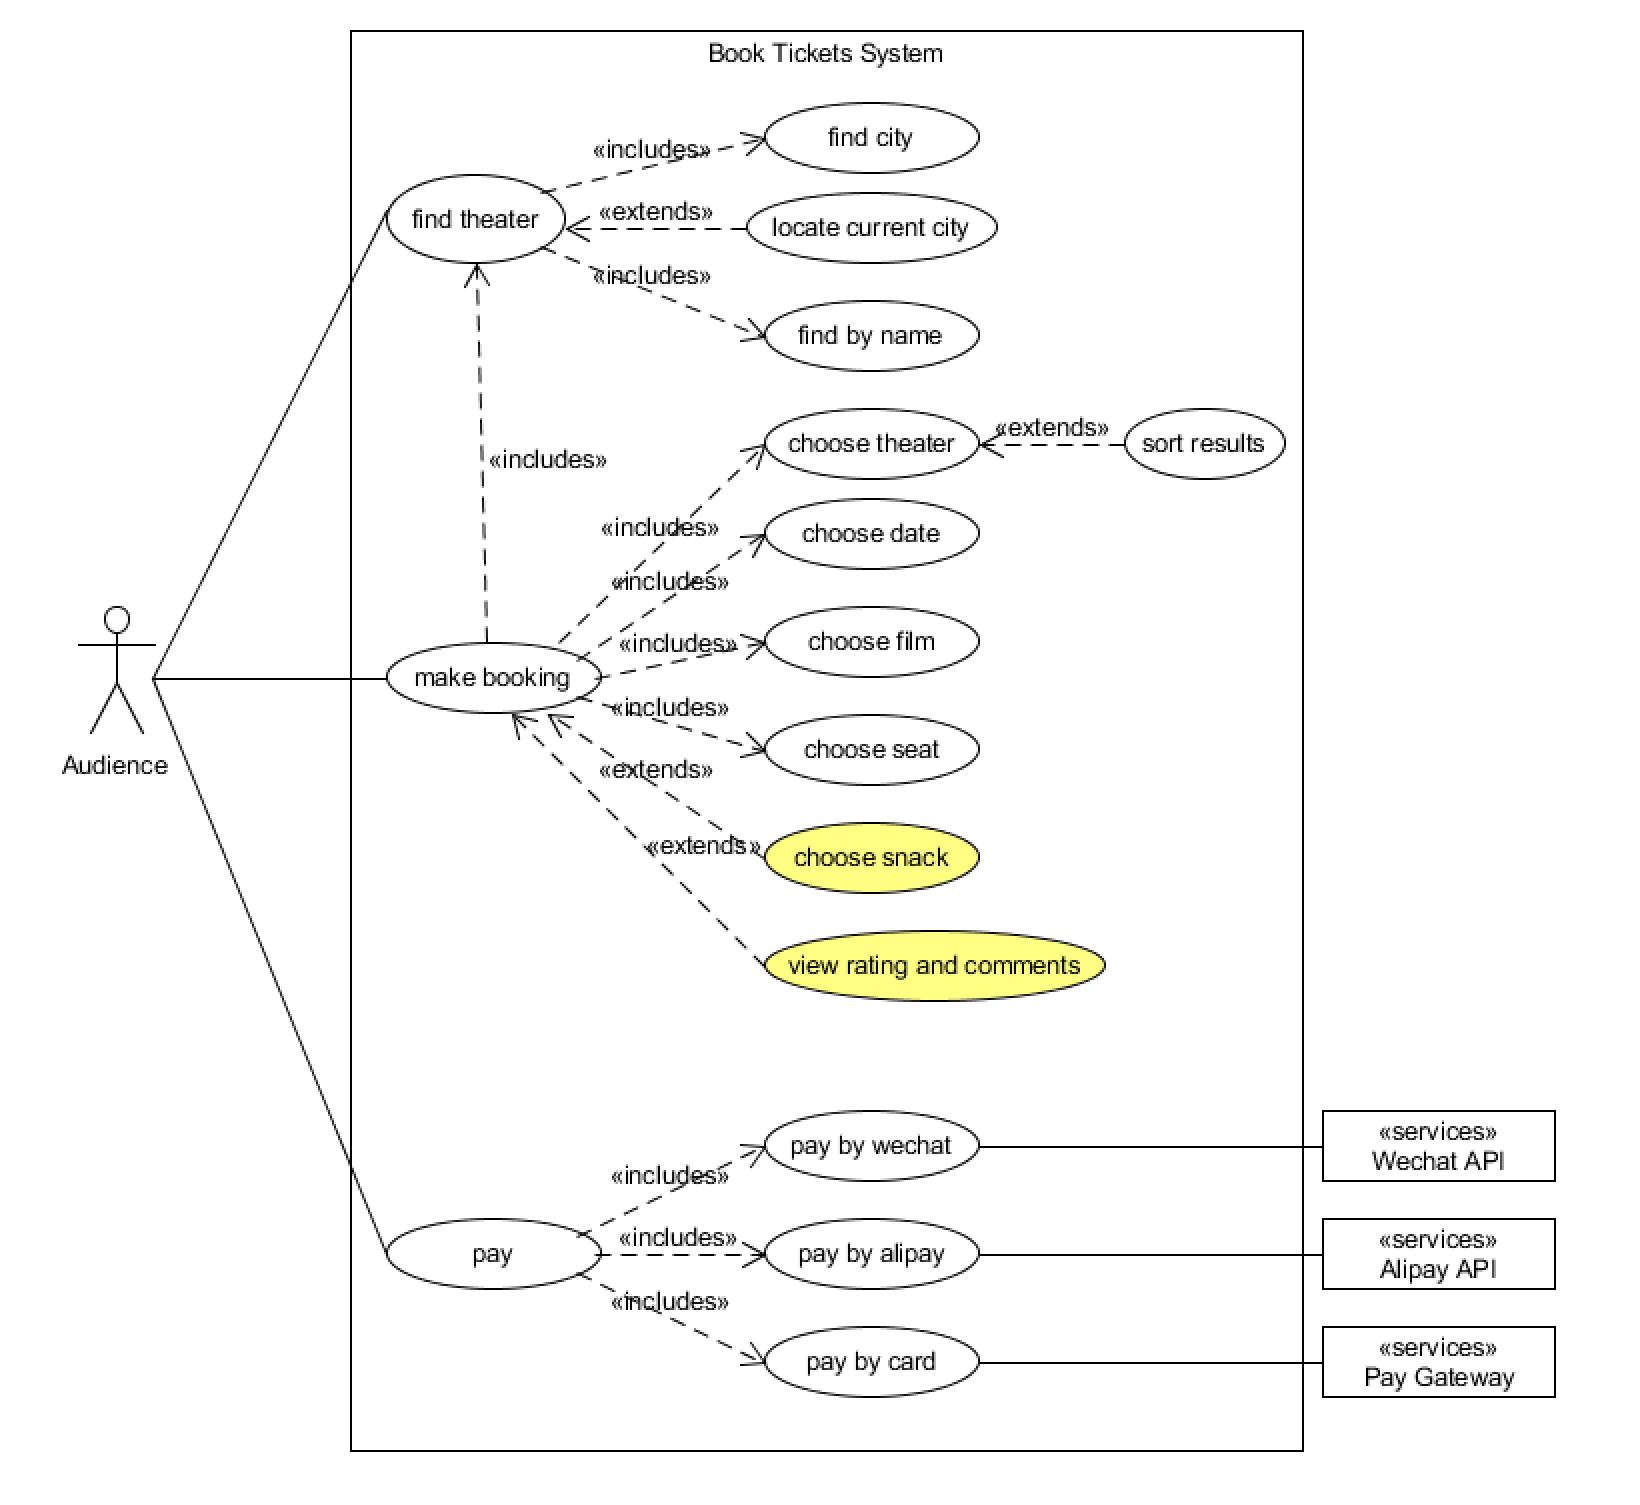 Book Tickets System
find city
«includes»
find theater
«extends»
locate current city
«includes»
find by name
«includes»
choose theater
«extends»
sort results
«includes»
choose date
«includes»
choose film
«includes»
make booking
«includes»
choose seat
«extends»
choose snack
«extends»
view rating and comments
Audience
pay by wechat
«services»
Wechat API
«includes»
pay
«includes»
pay by alipay
«services»
Alipay API
«includes»
pay by card
«services»
Pay Gateway